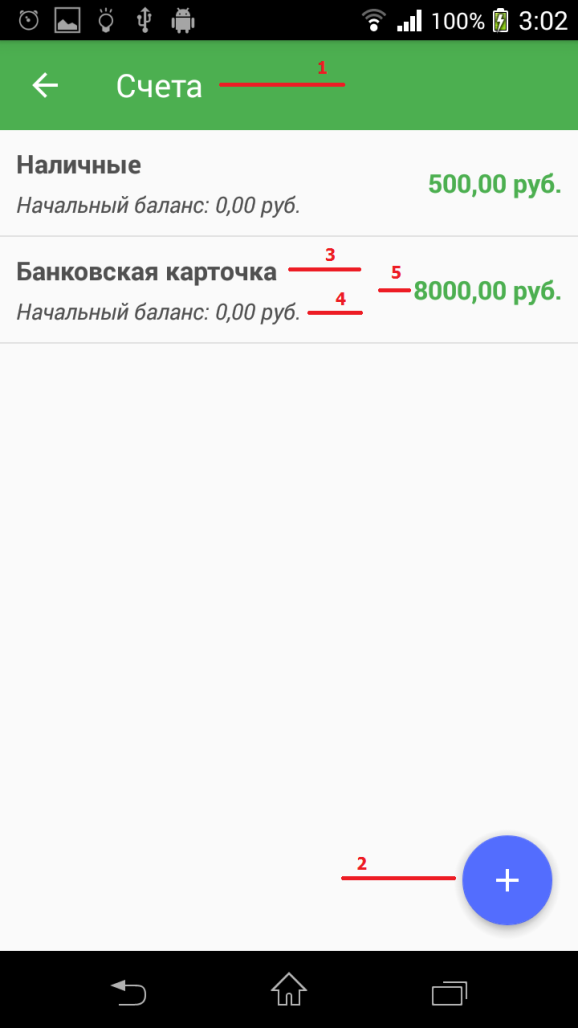 100% 3:02
Счета 1
Наличные
500,00 руб.
Начальный баланс: 0,00 руб.
Банковская карточка 3
5 8000,00 руб.
Начальный баланс: 0,00 руб. 4
2 +